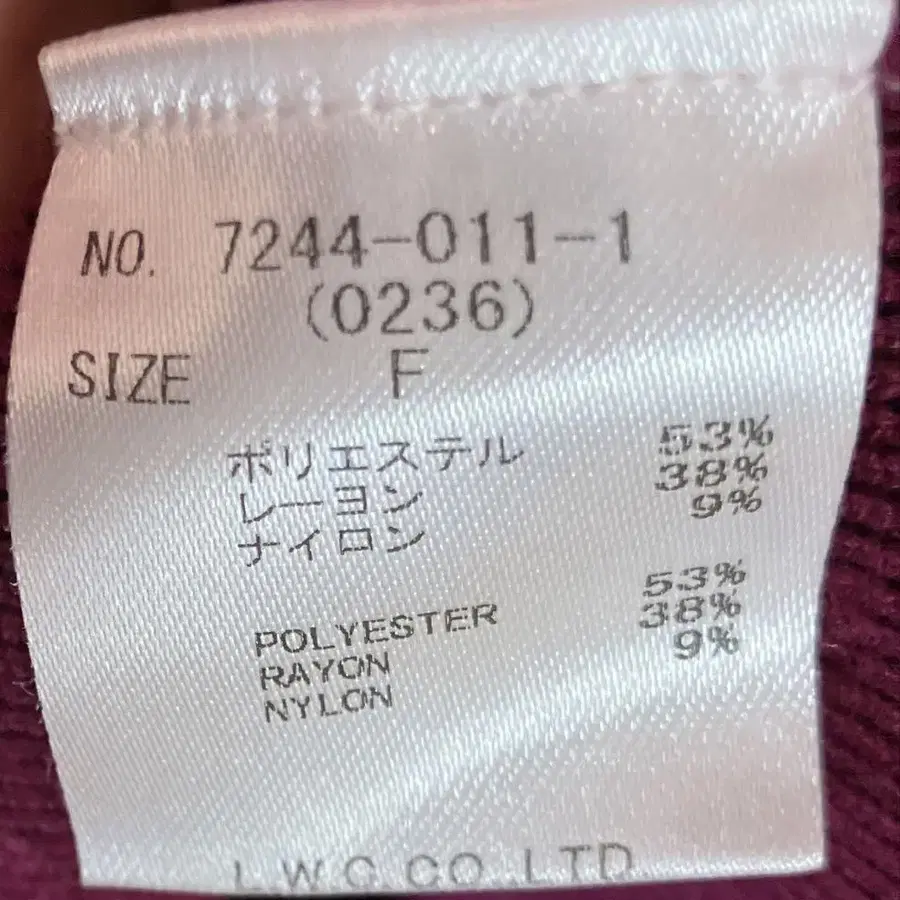 NO. 7244-011-1
(0236)
SIZE F
ポリエステル 53%
レーヨン 38%
ナイロン 9%
POLYESTER 53%
RAYON 38%
NYLON 9%
L.W.C.CO.LTD